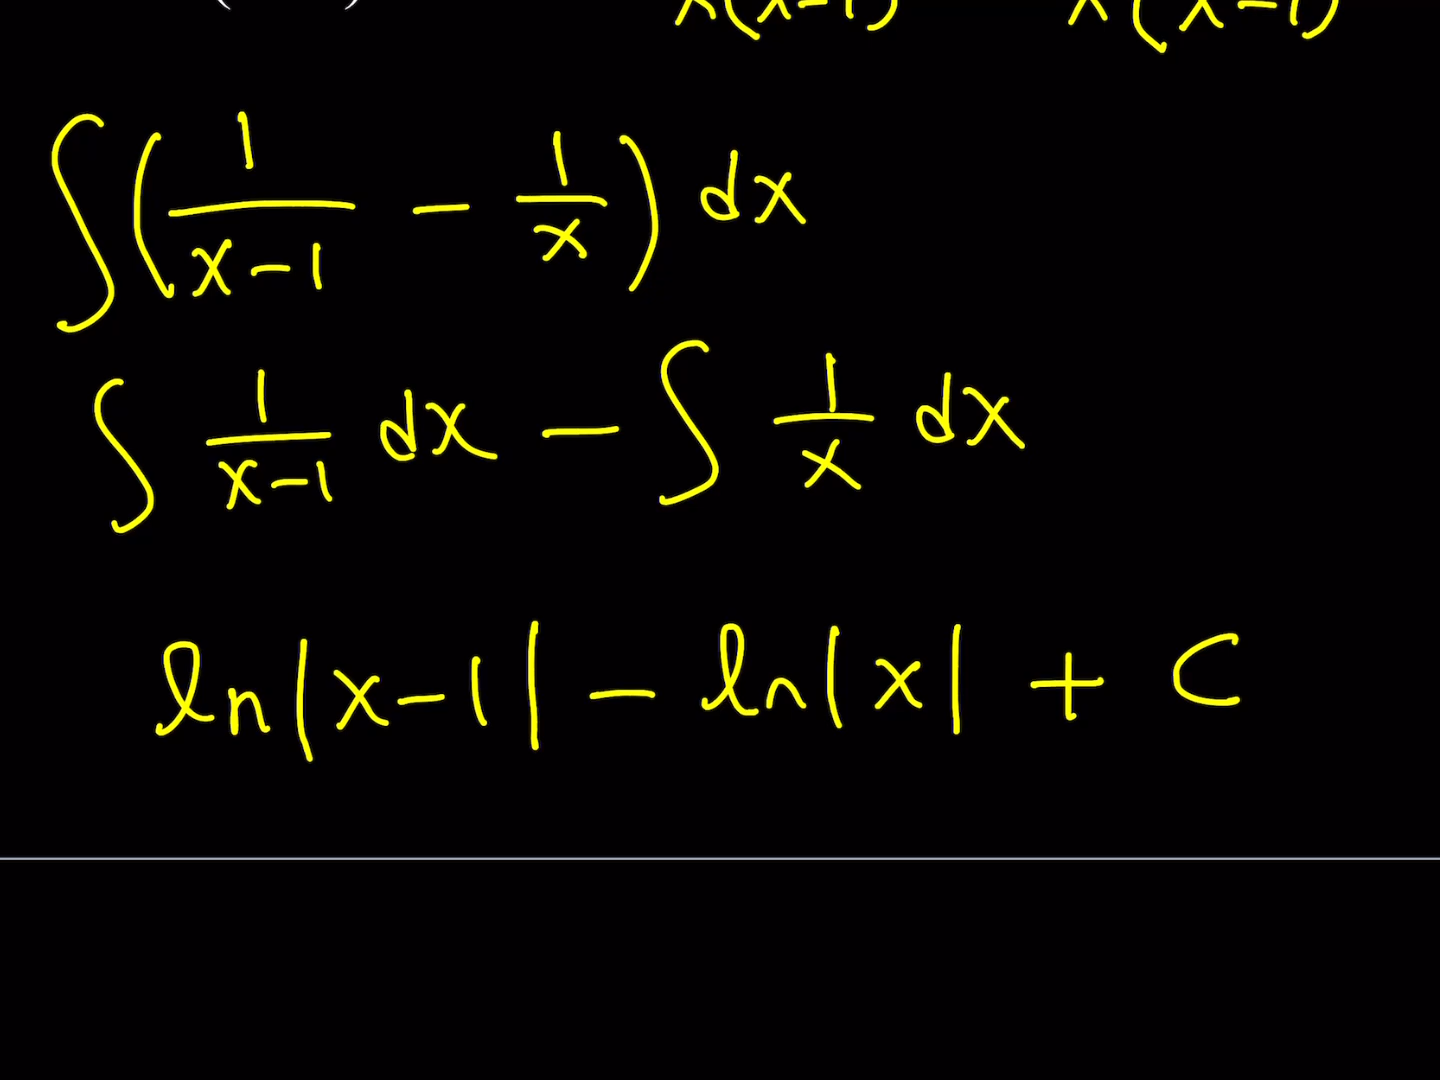 ∫(1/(x-1) - 1/x) dx
∫ 1/(x-1) dx - ∫ 1/x dx
ln|x-1| - ln|x| + C